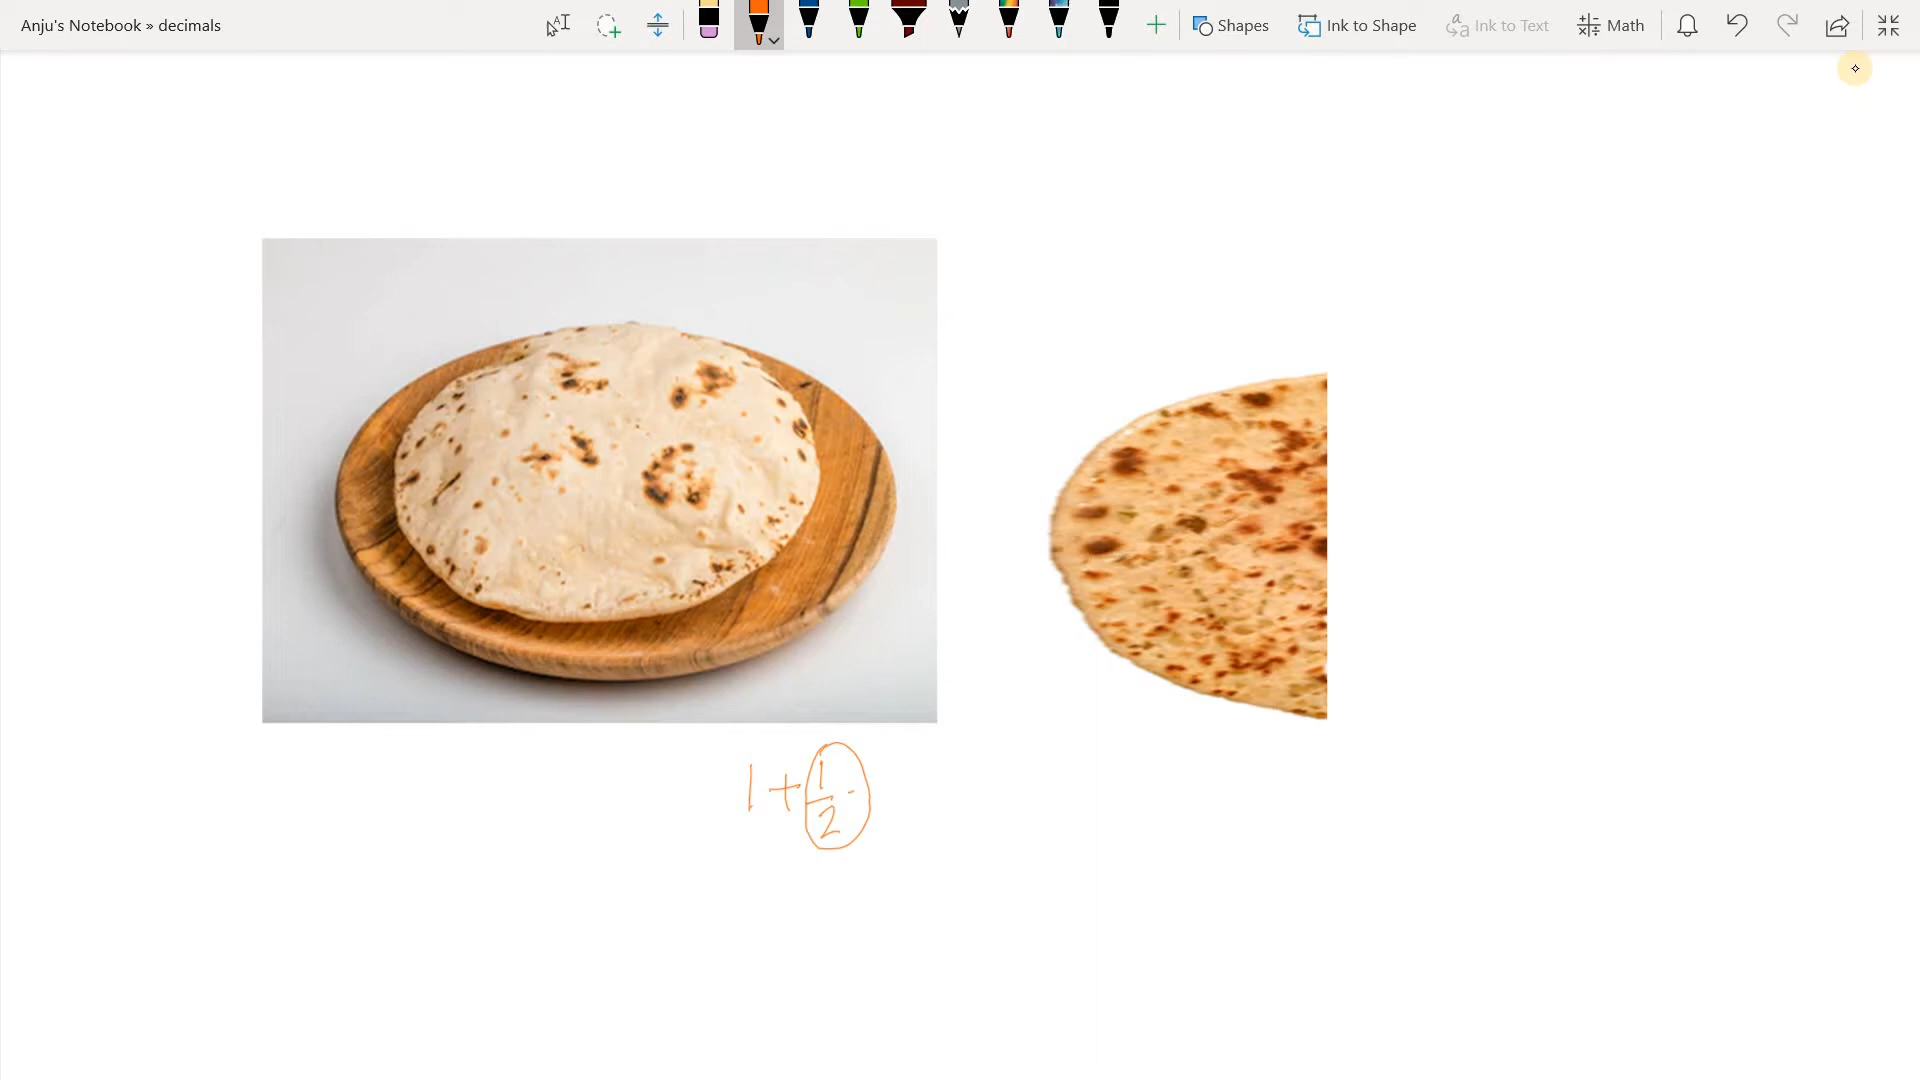 Anju's Notebook » decimals
Shapes
Ink to Shape
Ink to Text
Math
1 + 1/2